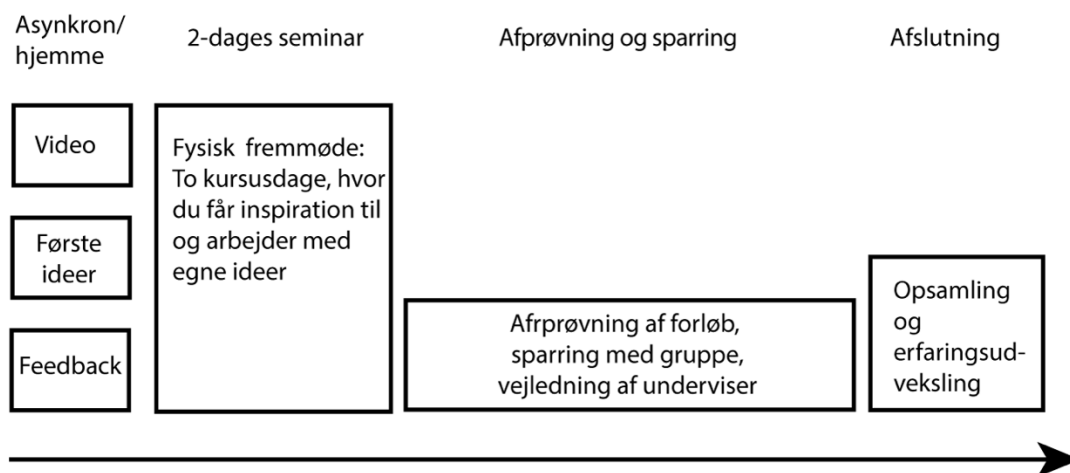 Asynkron/
hjemme
2-dages seminar
Afprøvning og sparring
Afslutning
Video
Første
ideer
Feedback
Fysisk fremmøde:
To kursusdage, hvor
du får inspiration til
og arbejder med
egne ideer
Afrprøvning af forløb,
sparring med gruppe,
vejledning af underviser
Opsamling
og
erfaringsud-
veksling